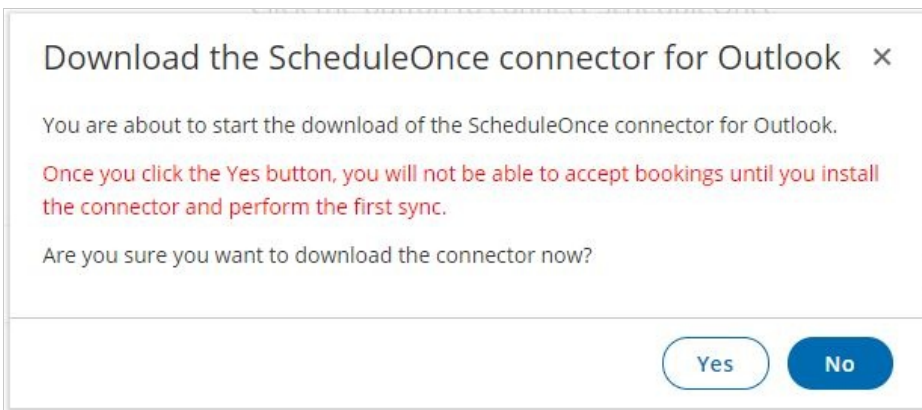 Download the ScheduleOnce connector for Outlook ×
You are about to start the download of the ScheduleOnce connector for Outlook.
Once you click the Yes button, you will not be able to accept bookings until you install
the connector and perform the first sync.
Are you sure you want to download the connector now?
Yes No